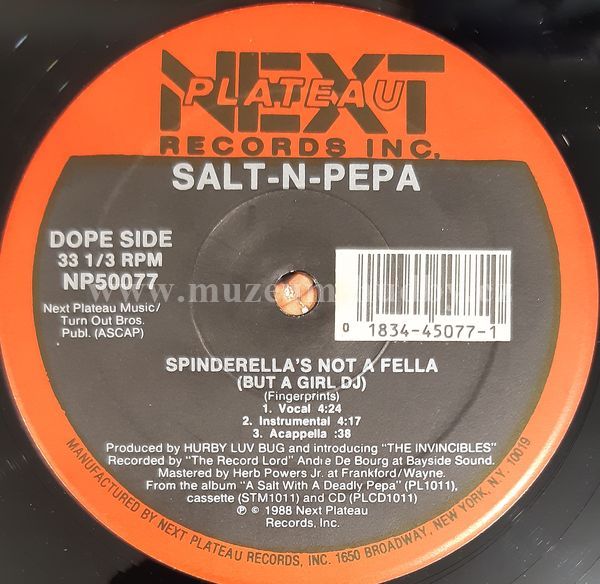 NEXT
PLATEAU
RECORDS INC.
SALT-N-PEPA
DOPE SIDE
33 1/3 RPM
NP50077
Next Plateau Music/
Turn Out Bros.
Publ. (ASCAP)
www.muzeumhudby.cz
0 1834-45077-1
SPINDERELLA'S NOT A FELLA
(BUT A GIRL DJ)
(Fingerprints)
1. Vocal 4:24
2. Instrumental 4:17
3. Acappella :38
Produced by HURBY LUV BUG and introducing "THE INVINCIBLES"
Recorded by "The Record Lord" Andre De Bourg at Bayside Sound.
Mastered by Herb Powers Jr. at Frankford/Wayne.
From the album "A Salt With A Deadly Pepa" (PL1011),
cassette (STM1011) and CD (PLCD1011)
℗ © 1988 Next Plateau
Records, Inc.
MANUFACTURED BY NEXT PLATEAU RECORDS, INC. 1650 BROADWAY, NEW YORK, N.Y. 10019